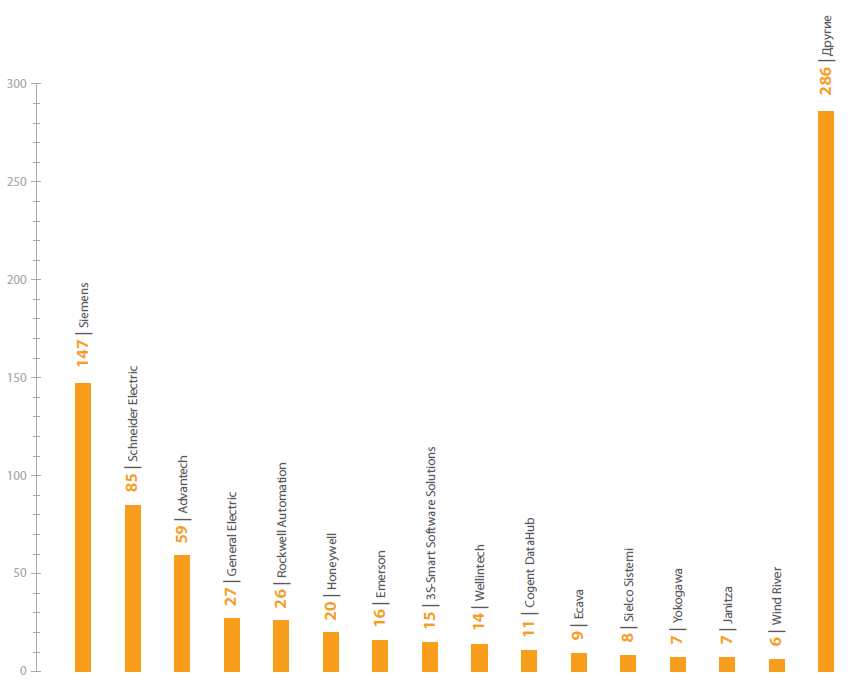 300
250
200
150
100
50
0
147 | Siemens
85 | Schneider Electric
59 | Advantech
27 | General Electric
26 | Rockwell Automation
20 | Honeywell
16 | Emerson
15 | 3S-Smart Software Solutions
14 | Wellintech
11 | Cogent DataHub
9 | Ecava
8 | Sielco Sistemi
7 | Yokogawa
7 | Janitza
6 | Wind River
286 | Другие